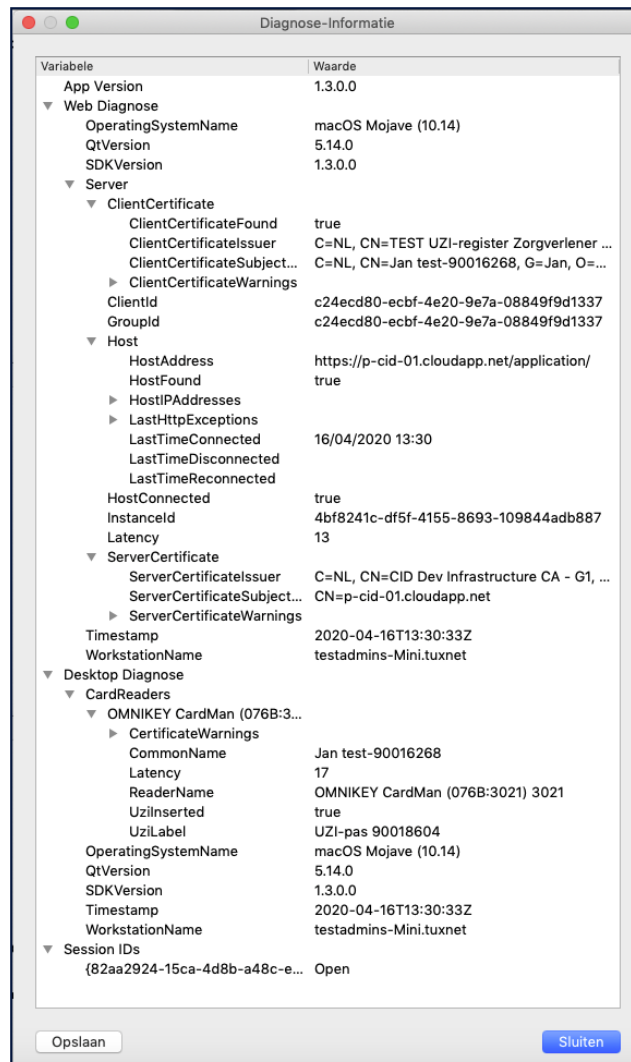 Diagnose-Informatie
Variabele Waarde
App Version 1.3.0.0
Web Diagnose
OperatingSystemName macOS Mojave (10.14)
QtVersion 5.14.0
SDKVersion 1.3.0.0
Server
ClientCertificate
ClientCertificateFound true
ClientCertificateIssuer C=NL, CN=TEST UZI-register Zorgverlener ...
ClientCertificateSubject... C=NL, CN=Jan test-90016268, G=Jan, O=...
ClientCertificateWarnings
ClientId c24ecd80-ecbf-4e20-9e7a-08849f9d1337
GroupId c24ecd80-ecbf-4e20-9e7a-08849f9d1337
Host
HostAddress https://p-cid-01.cloudapp.net/application/
HostFound true
HostIPAddresses
LastHttpExceptions
LastTimeConnected 16/04/2020 13:30
LastTimeDisconnected
LastTimeReconnected
HostConnected true
InstanceId 4bf8241c-df5f-4155-8693-109844adb887
Latency 13
ServerCertificate
ServerCertificateIssuer C=NL, CN=CID Dev Infrastructure CA - G1, ...
ServerCertificateSubject... CN=p-cid-01.cloudapp.net
ServerCertificateWarnings
Timestamp 2020-04-16T13:30:33Z
WorkstationName testadmins-Mini.tuxnet
Desktop Diagnose
CardReaders
OMNIKEY CardMan (076B:3...
CertificateWarnings
CommonName Jan test-90016268
Latency 17
ReaderName OMNIKEY CardMan (076B:3021) 3021
UziInserted true
UziLabel UZI-pas 90018604
OperatingSystemName macOS Mojave (10.14)
QtVersion 5.14.0
SDKVersion 1.3.0.0
Timestamp 2020-04-16T13:30:33Z
WorkstationName testadmins-Mini.tuxnet
Session IDs
{82aa2924-15ca-4d8b-a48c-e... Open
Opslaan Sluiten